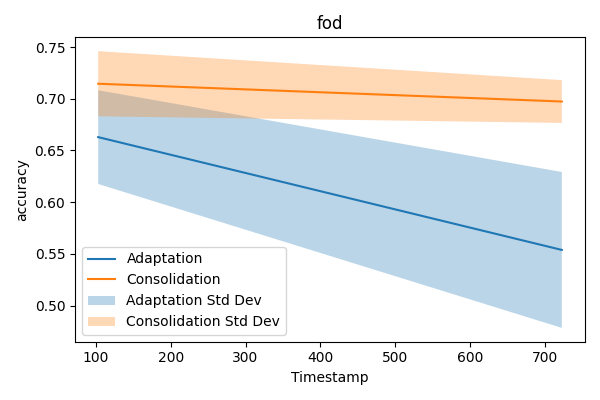 fod
0.75
0.70
0.65
0.60
0.55
0.50
accuracy
Adaptation
Consolidation
Adaptation Std Dev
Consolidation Std Dev
100 200 300 400 500 600 700
Timestamp